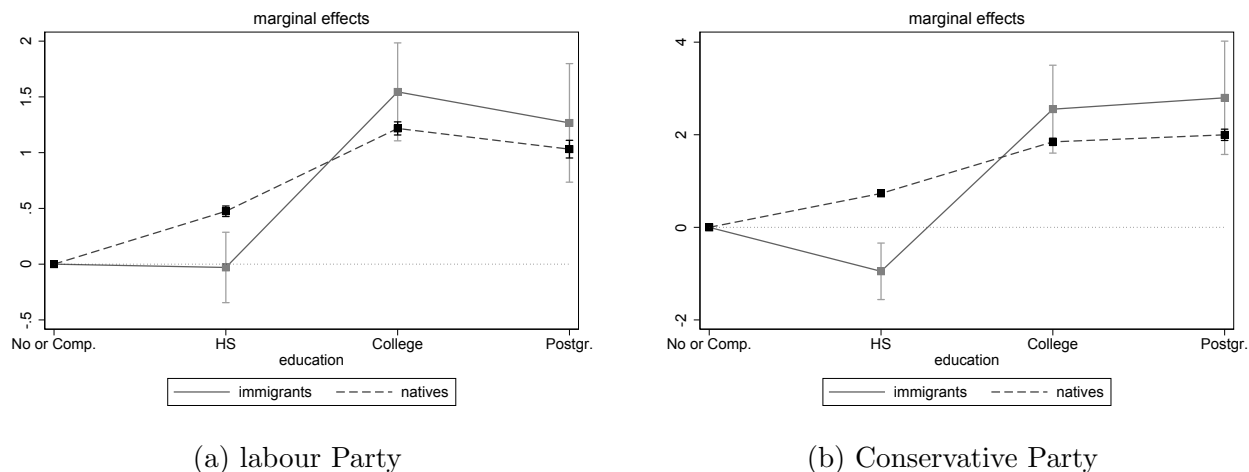 marginal effects
2
1.5
1
.5
0
-.5
No or Comp.
HS
College
Postgr.
education
immigrants
natives
(a) labour Party
marginal effects
4
2
0
-2
No or Comp.
HS
College
Postgr.
education
immigrants
natives
(b) Conservative Party